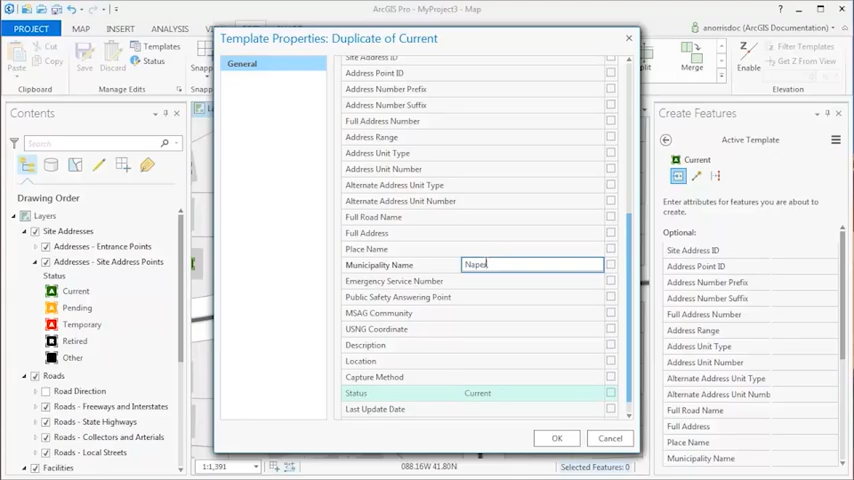 ArcGIS Pro - MyProject3 - Map
PROJECT
MAP
INSERT
ANALYSIS
anorrisdoc (ArcGIS Documentation)
Paste
Cut
Copy
Clipboard
Save
Discard
Templates
Status
Manage Edits
Snapp
Merge
Enable
Filter Templates
Get Z From View
Elevation
Contents
Search
Drawing Order
Layers
Site Addresses
Addresses - Entrance Points
Addresses - Site Address Points
Status
Current
Pending
Temporary
Retired
Other
Roads
Road Direction
Roads - Freeways and Interstates
Roads - State Highways
Roads - Collectors and Arterials
Roads - Local Streets
Facilities
Template Properties: Duplicate of Current
General
Site Address ID
Address Point ID
Address Number Prefix
Address Number Suffix
Full Address Number
Address Range
Address Unit Type
Address Unit Number
Alternate Address Unit Type
Alternate Address Unit Number
Full Road Name
Full Address
Place Name
Municipality Name Naper
Emergency Service Number
Public Safety Answering Point
MSAG Community
USNG Coordinate
Description
Location
Capture Method
Status Current
Last Update Date
OK
Cancel
1:1,391
088.16W 41.80N
Selected Features: 0
Create Features
Active Template
Current
Enter attributes for features you are about to
create.
Optional:
Site Address ID
Address Point ID
Address Number Prefix
Address Number Suffix
Full Address Number
Address Range
Address Unit Type
Address Unit Number
Alternate Address Unit Type
Alternate Address Unit Numb
Full Road Name
Full Address
Place Name
Municipality Name